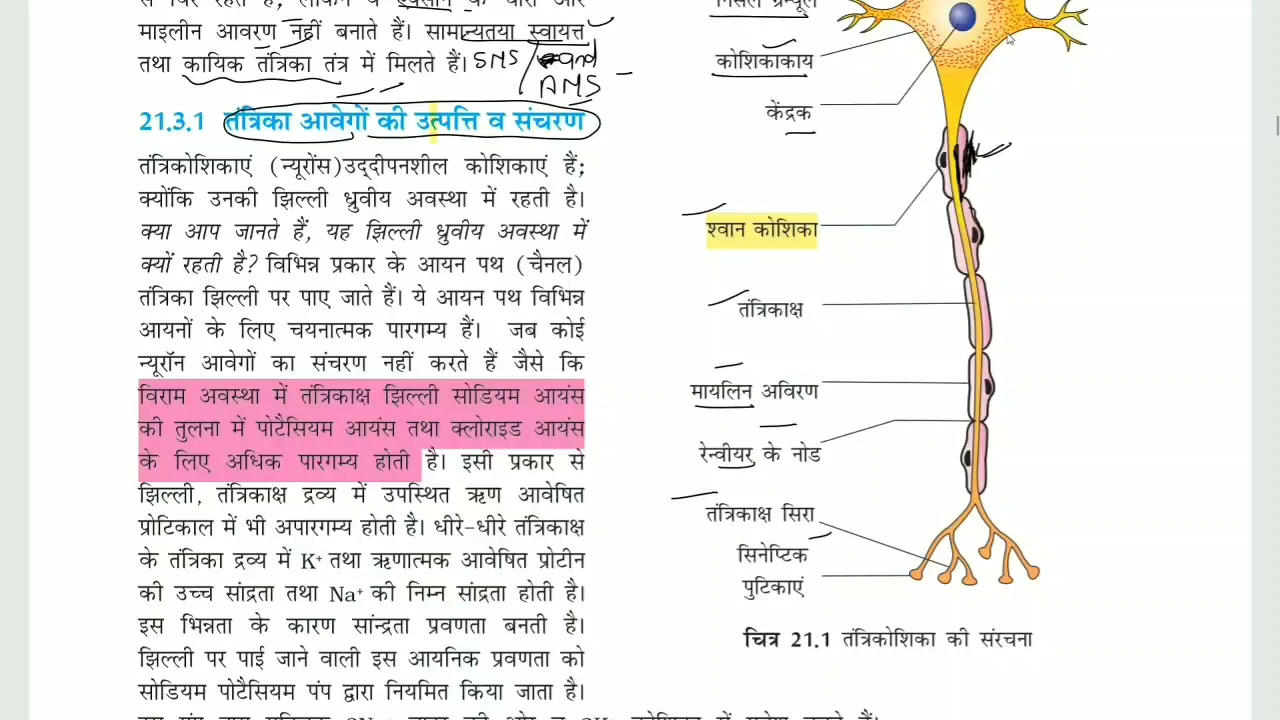 माइलीन आवरण नहीं बनाते हैं। सामान्यतया स्वायत्त
तथा कायिक तंत्रिका तंत्र में मिलते हैं। SNS / and
ANS
21.3.1 तंत्रिका आवेगों की उत्पत्ति व संचरण
तंत्रिकोशिकाएं (न्यूरोंस)उद्दीपनशील कोशिकाएं हैं;
क्योंकि उनकी झिल्ली ध्रुवीय अवस्था में रहती है।
क्या आप जानते हैं, यह झिल्ली ध्रुवीय अवस्था में
क्यों रहती है? विभिन्न प्रकार के आयन पथ (चैनल)
तंत्रिका झिल्ली पर पाए जाते हैं। ये आयन पथ विभिन्न
आयनों के लिए चयनात्मक पारगम्य हैं। जब कोई
न्यूरॉन आवेगों का संचरण नहीं करते हैं जैसे कि
विराम अवस्था में तंत्रिकाक्ष झिल्ली सोडियम आयंस
की तुलना में पोटैसियम आयंस तथा क्लोराइड आयंस
के लिए अधिक पारगम्य होती है। इसी प्रकार से
झिल्ली, तंत्रिकाक्ष द्रव्य में उपस्थित ऋण आवेषित
प्रोटिकाल में भी अपारगम्य होती है। धीरे-धीरे तंत्रिकाक्ष
के तंत्रिका द्रव्य में K⁺ तथा ऋणात्मक आवेषित प्रोटीन
की उच्च सांद्रता तथा Na⁺ की निम्न सांद्रता होती है।
इस भिन्नता के कारण सांन्द्रता प्रवणता बनती है।
झिल्ली पर पाई जाने वाली इस आयनिक प्रवणता को
सोडियम पोटैसियम पंप द्वारा नियमित किया जाता है।
निसल ग्रेन्यूल
कोशिकाकाय
केंद्रक
श्वान कोशिका
तंत्रिकाक्ष
मायलिन अविरण
रेन्वीयर के नोड
तंत्रिकाक्ष सिरा
सिनेप्टिक
पुटिकाएं
चित्र 21.1 तंत्रिकोशिका की संरचना